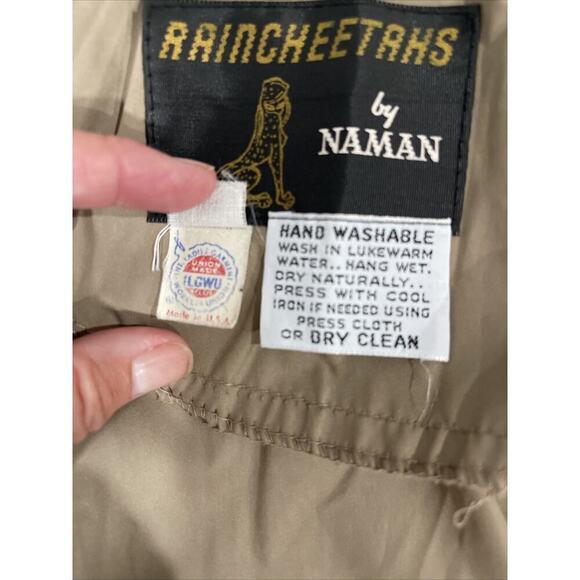 RAINCHEETAHS
by
NAMAN
UNION
MADE
ILGWU
Made in U.S.A.
HAND WASHABLE
WASH IN LUKEWARM
WATER.. HANG WET.
DRY NATURALLY..
PRESS WITH COOL
IRON IF NEEDED USING
PRESS CLOTH
OR DRY CLEAN